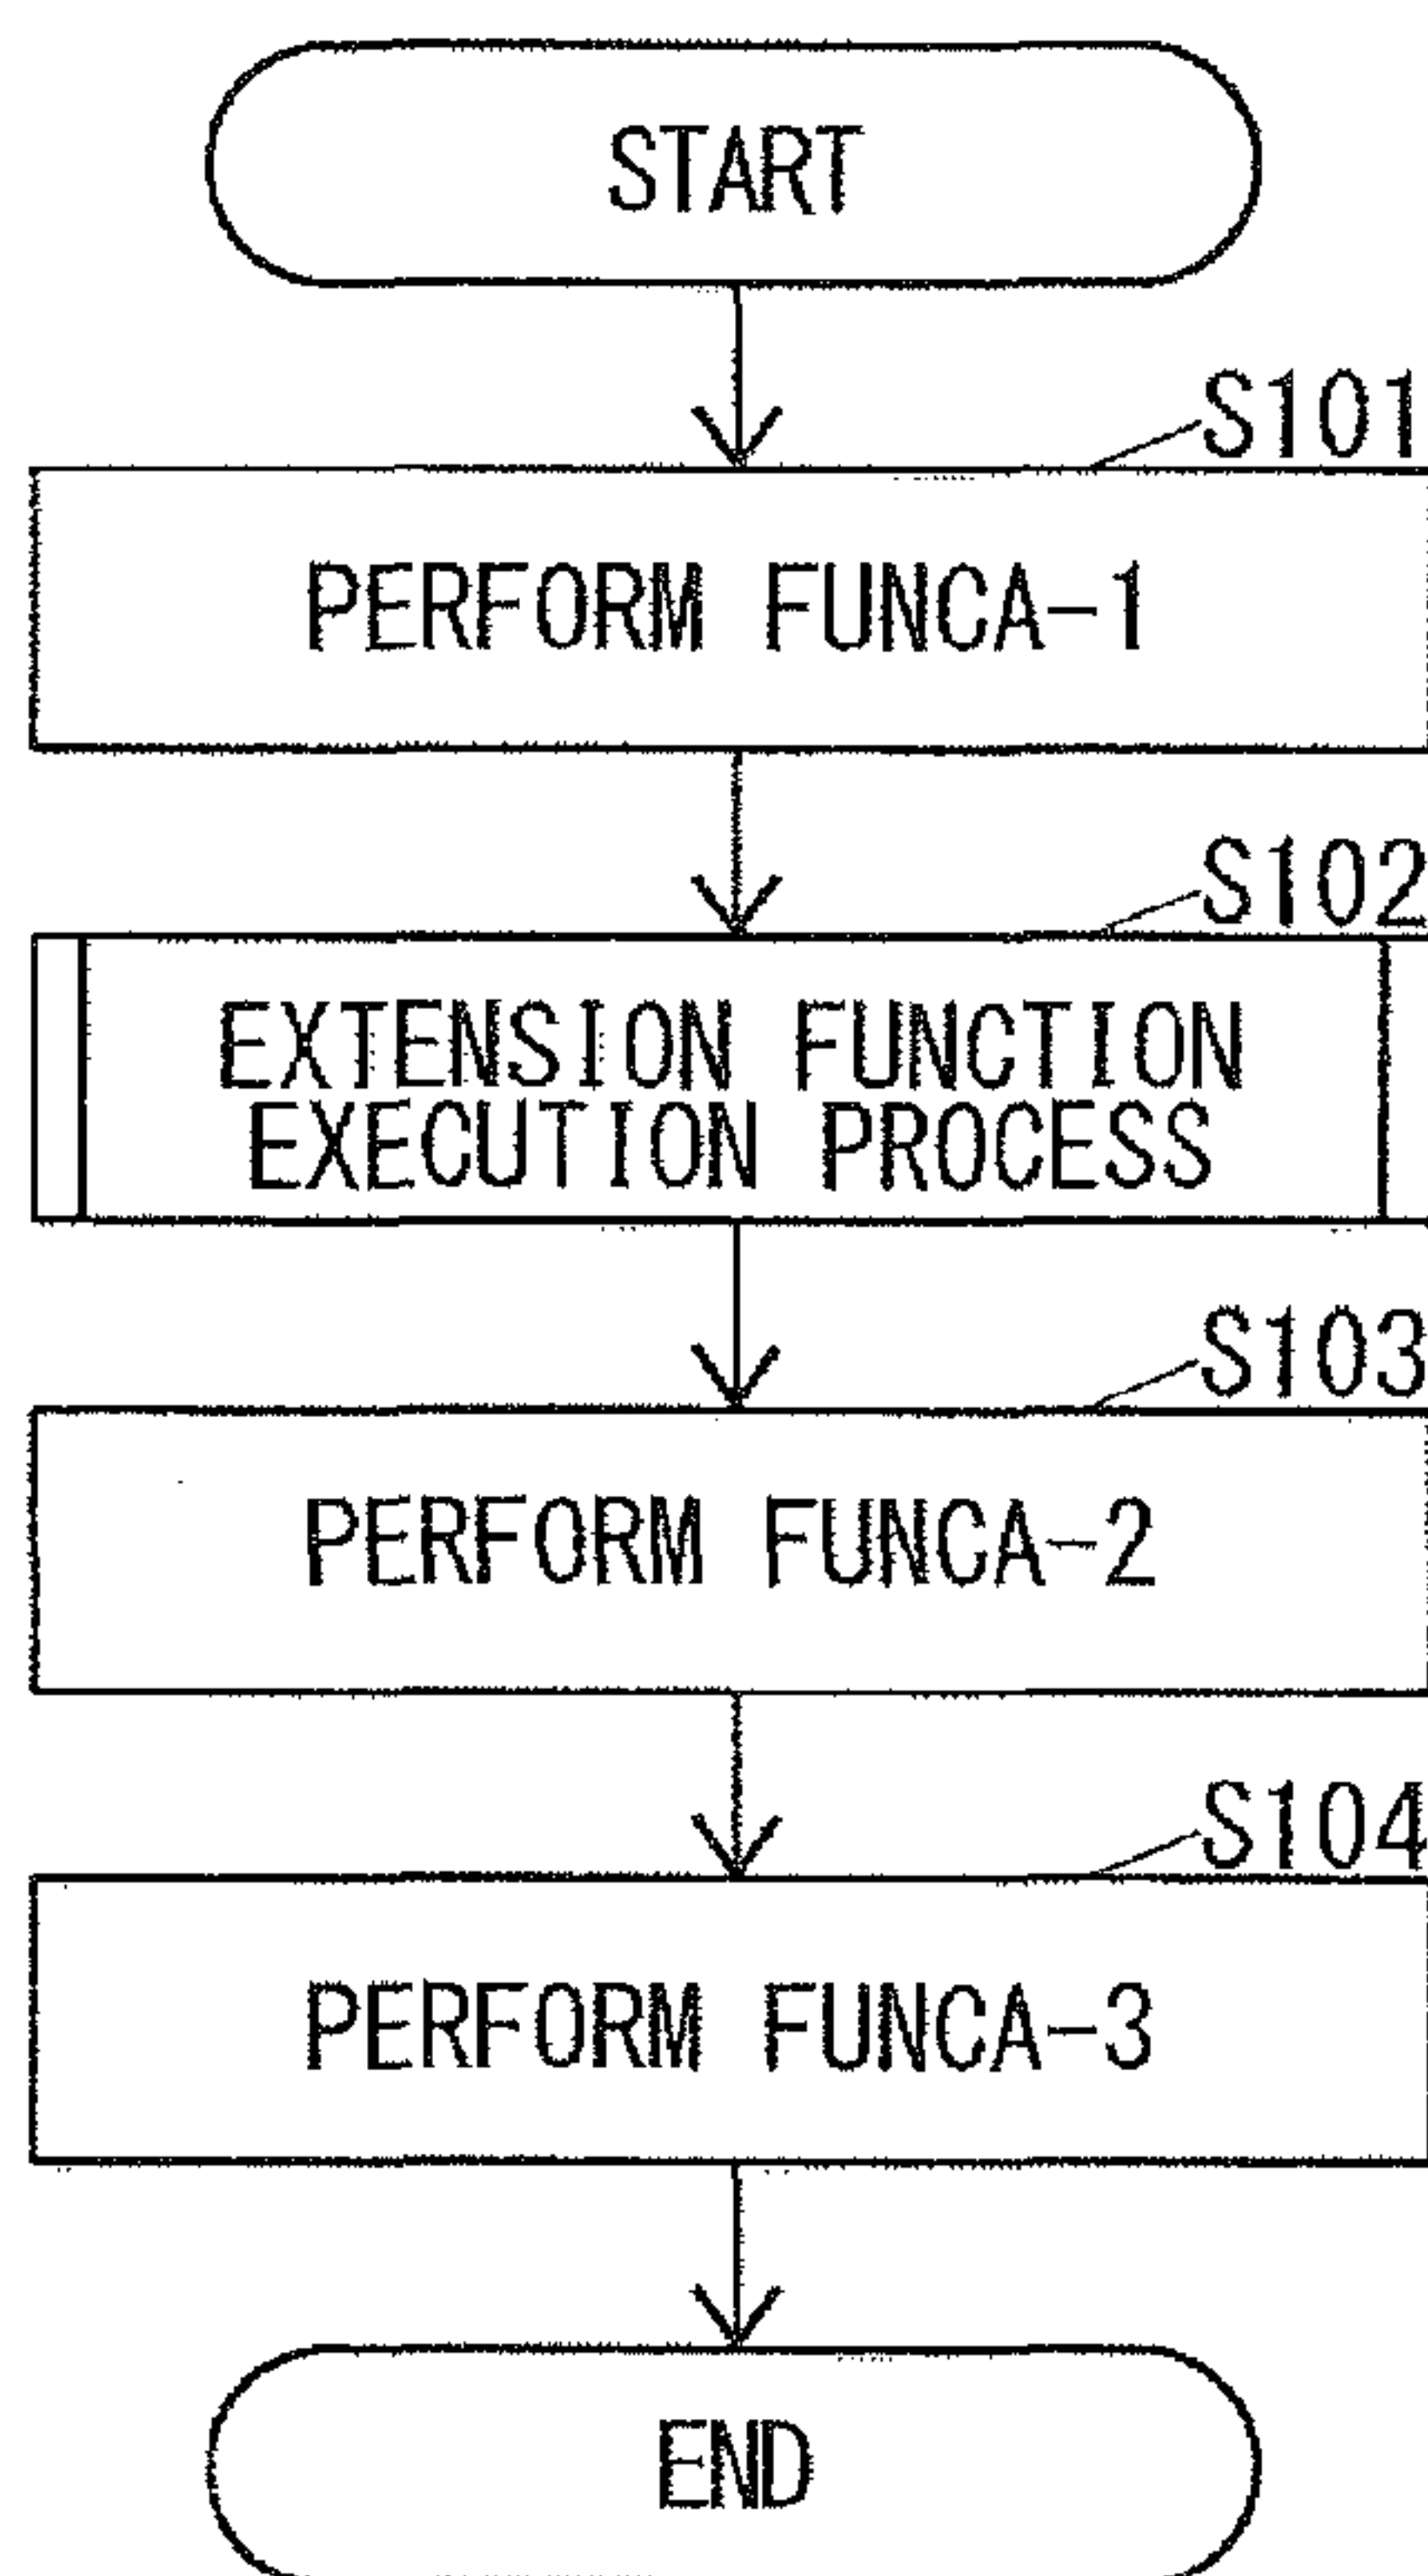 START
S101
PERFORM FUNCA-1
S102
EXTENSION FUNCTION
EXECUTION PROCESS
S103
PERFORM FUNCA-2
S104
PERFORM FUNCA-3
END